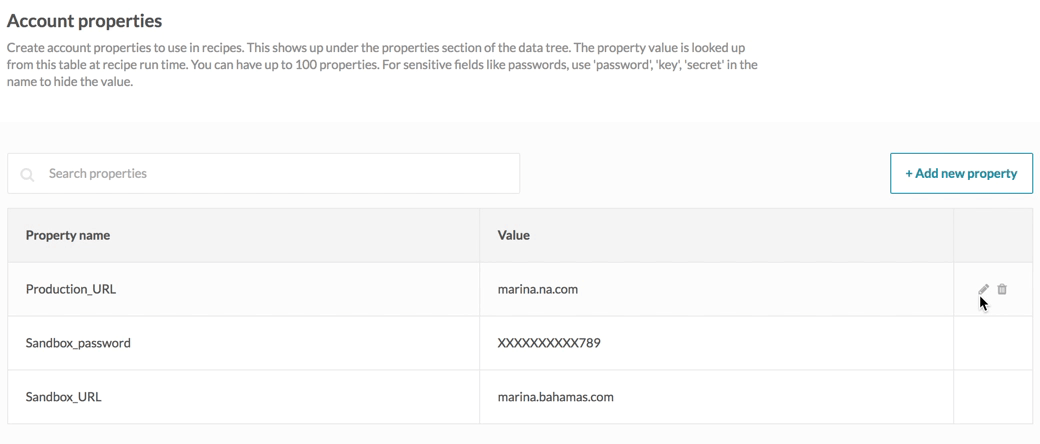 Account properties
Create account properties to use in recipes. This shows up under the properties section of the data tree. The property value is looked up
from this table at recipe run time. You can have up to 100 properties. For sensitive fields like passwords, use 'password', 'key', 'secret' in the
name to hide the value.
Search properties
+ Add new property
Property name Value
Production_URL marina.na.com
Sandbox_password XXXXXXXXXX789
Sandbox_URL marina.bahamas.com